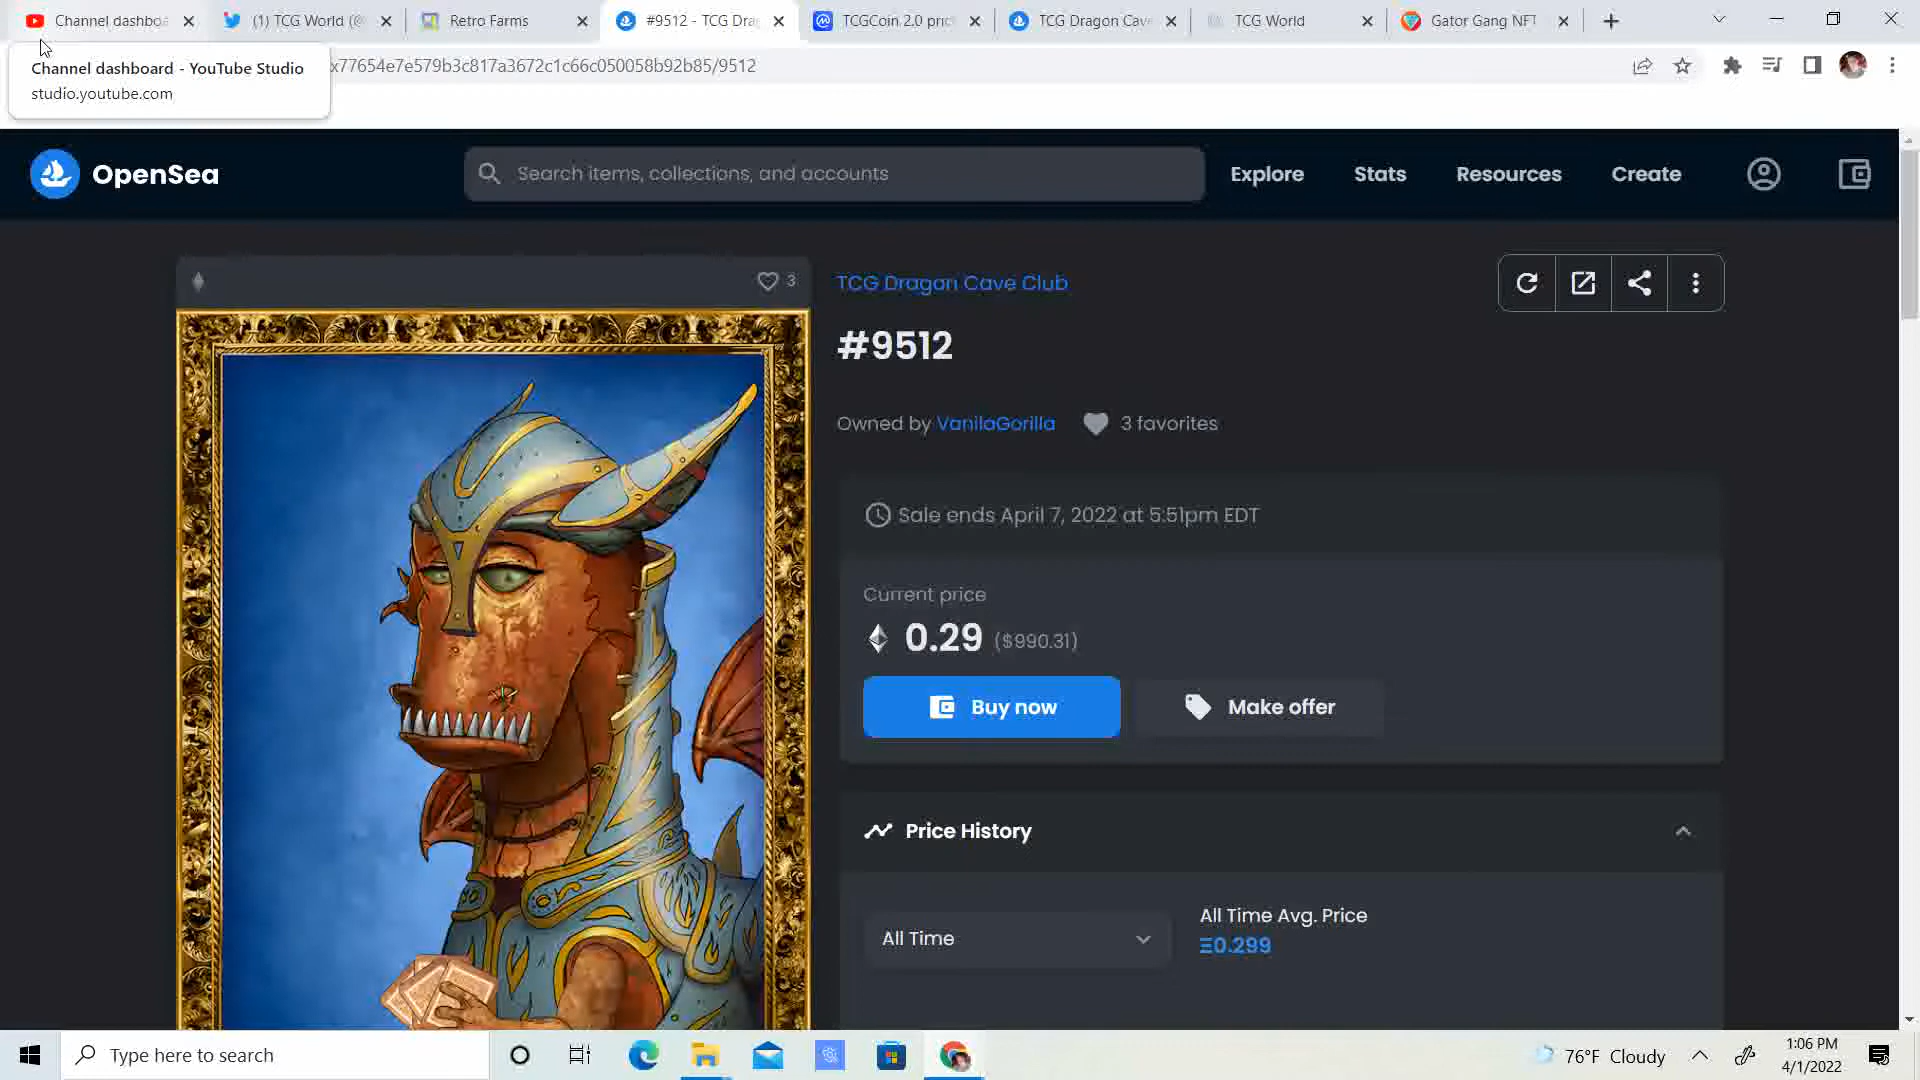 Channel dashboa
(1) TCG World (@
Retro Farms
#9512 - TCG Drag
TCGCoin 2.0 pric
TCG Dragon Cave
TCG World
Gator Gang NFT
Channel dashboard - YouTube Studio
studio.youtube.com
x77654e7e579b3c817a3672c1c66c050058b92b85/9512
OpenSea
Search items, collections, and accounts
Explore
Stats
Resources
Create
3
TCG Dragon Cave Club
#9512
Owned by VanilaGorilla
3 favorites
Sale ends April 7, 2022 at 5:51pm EDT
Current price
0.29 ($990.31)
Buy now
Make offer
Price History
All Time
All Time Avg. Price
Ξ0.299
Type here to search
76°F Cloudy
1:06 PM
4/1/2022